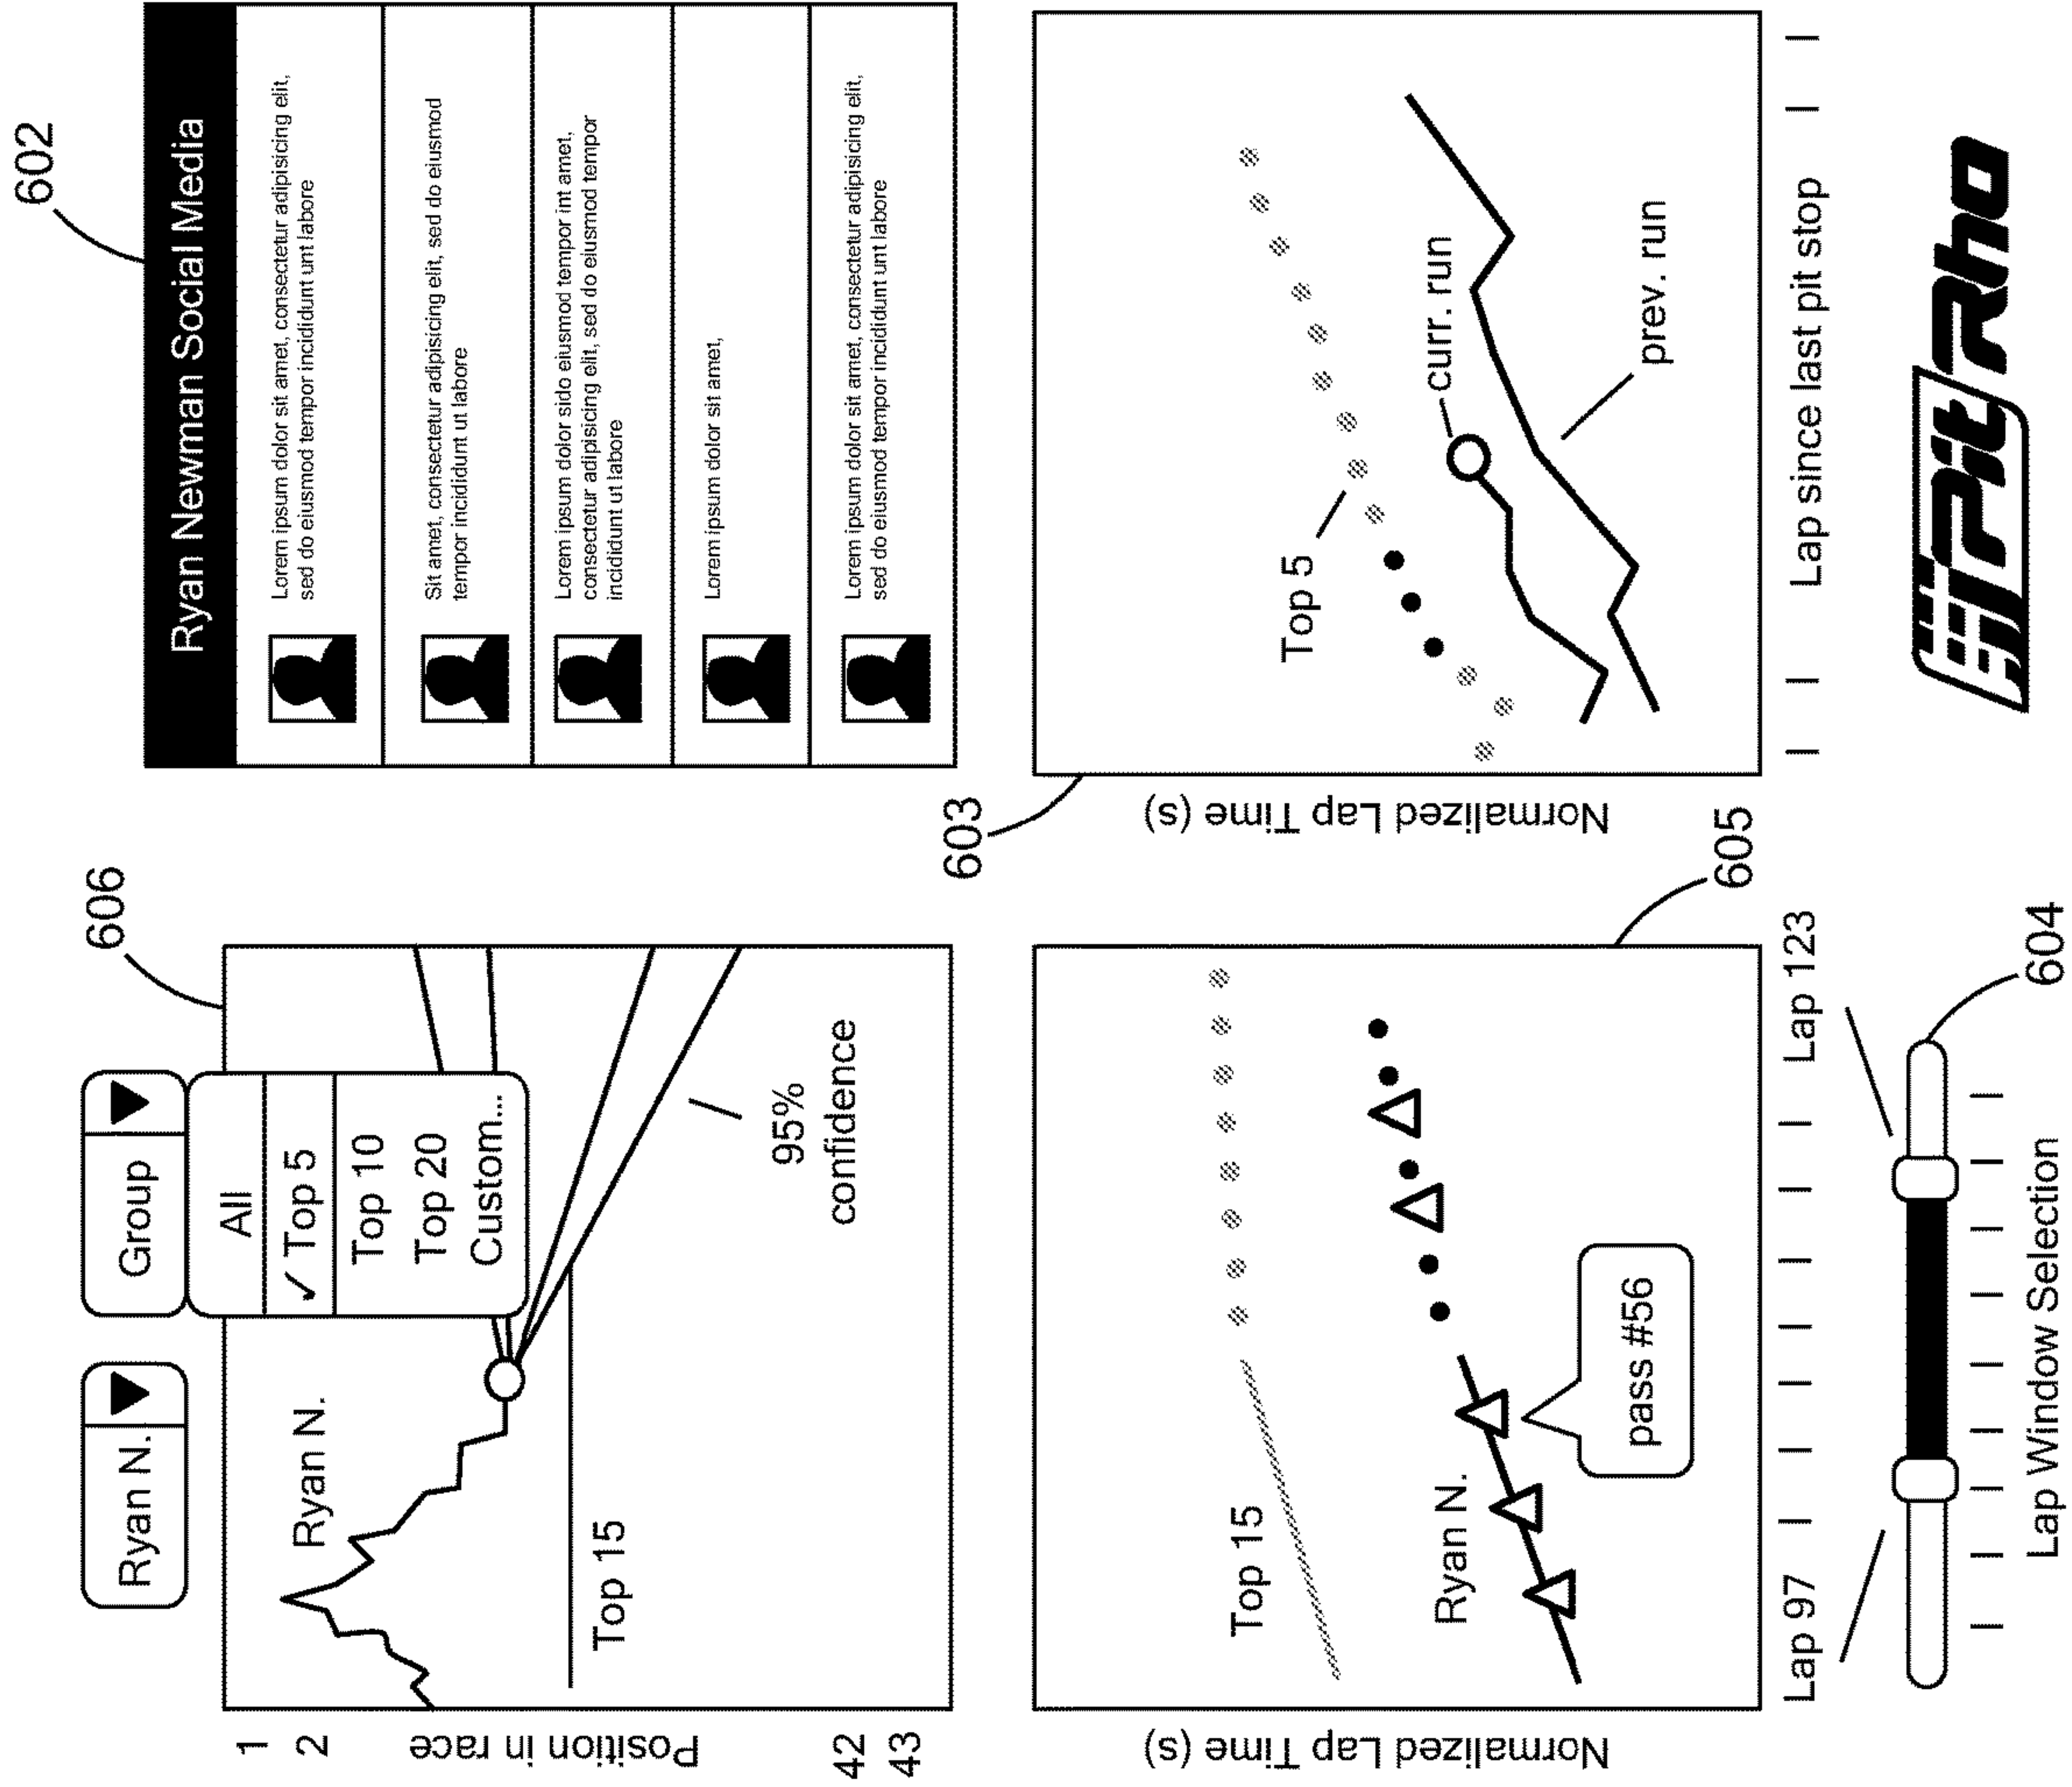 606
Ryan N.
Group
All
✓ Top 5
Top 10
Top 20
Custom...
1
2
Position in race
42
43
Ryan N.
Top 15
95%
confidence
602
Ryan Newman Social Media
Lorem ipsum dolor sit amet, consectetur adipisicing elit,
sed do eiusmod tempor incididunt unt labore
Sit amet, consectetur adipisicing elit, sed do eiusmod
tempor incididunt ut labore
Lorem ipsum dolor sido eiusmod tempor int amet,
consectetur adipisicing elit, sed do eiusmod tempor
incididunt ut labore
Lorem ipsum dolor sit amet,
Lorem ipsum dolor sit amet, consectetur adipisicing elit,
sed do eiusmod tempor incididunt unt labore
Normalized Lap Time (s)
Top 15
Ryan N.
pass #56
605
Lap 97
Lap 123
604
Lap Window Selection
603
Normalized Lap Time (s)
Top 5
curr. run
prev. run
Lap since last pit stop
Pit Rho